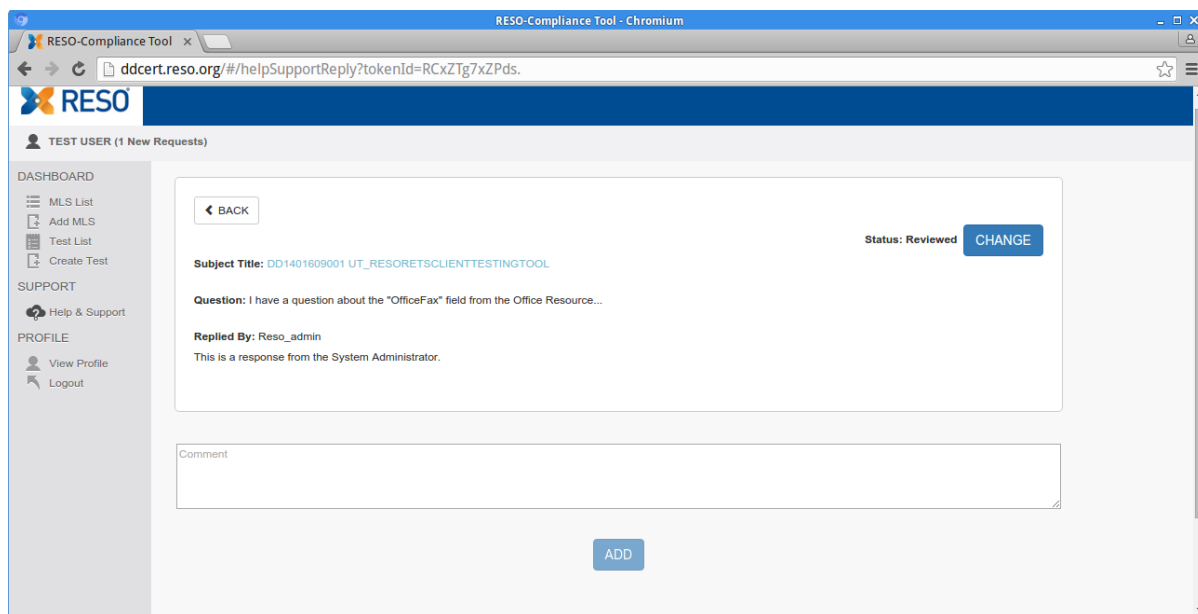 RESO-Compliance Tool - Chromium
RESO-Compliance Tool
ddcert.reso.org/#/helpSupportReply?tokenId=RCxZTg7xZPds.
RESO
TEST USER (1 New Requests)
DASHBOARD
MLS List
Add MLS
Test List
Create Test
SUPPORT
Help & Support
PROFILE
View Profile
Logout
BACK
Status: Reviewed CHANGE
Subject Title: DD1401609001 UT_RESORETSCLIENTTESTINGTOOL
Question: I have a question about the "OfficeFax" field from the Office Resource...
Replied By: Reso_admin
This is a response from the System Administrator.
Comment
ADD